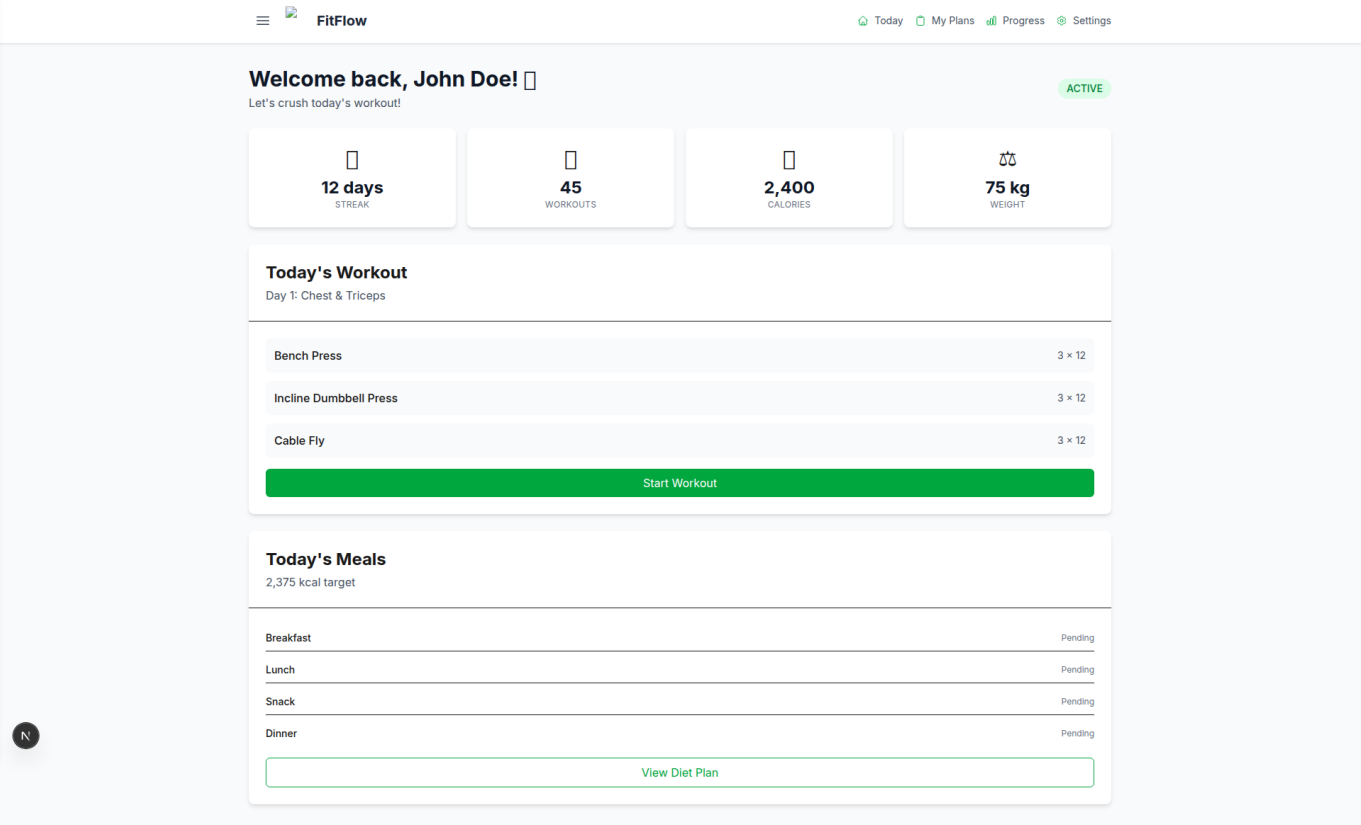 FitFlow
Today My Plans Progress Settings
Welcome back, John Doe!
ACTIVE
Let's crush today's workout!
12 days
STREAK
45
WORKOUTS
2,400
CALORIES
75 kg
WEIGHT
Today's Workout
Day 1: Chest & Triceps
Bench Press 3 × 12
Incline Dumbbell Press 3 × 12
Cable Fly 3 × 12
Start Workout
Today's Meals
2,375 kcal target
Breakfast Pending
Lunch Pending
Snack Pending
Dinner Pending
N
View Diet Plan